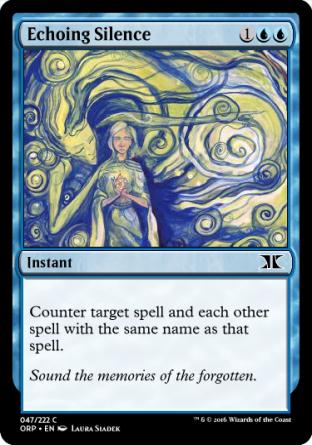 Echoing Silence 1
Instant
Counter target spell and each other
spell with the same name as that
spell.
Sound the memories of the forgotten.
047/222 C
ORP • EN LAURA SIADEK
™ & © 2016 Wizards of the Coast